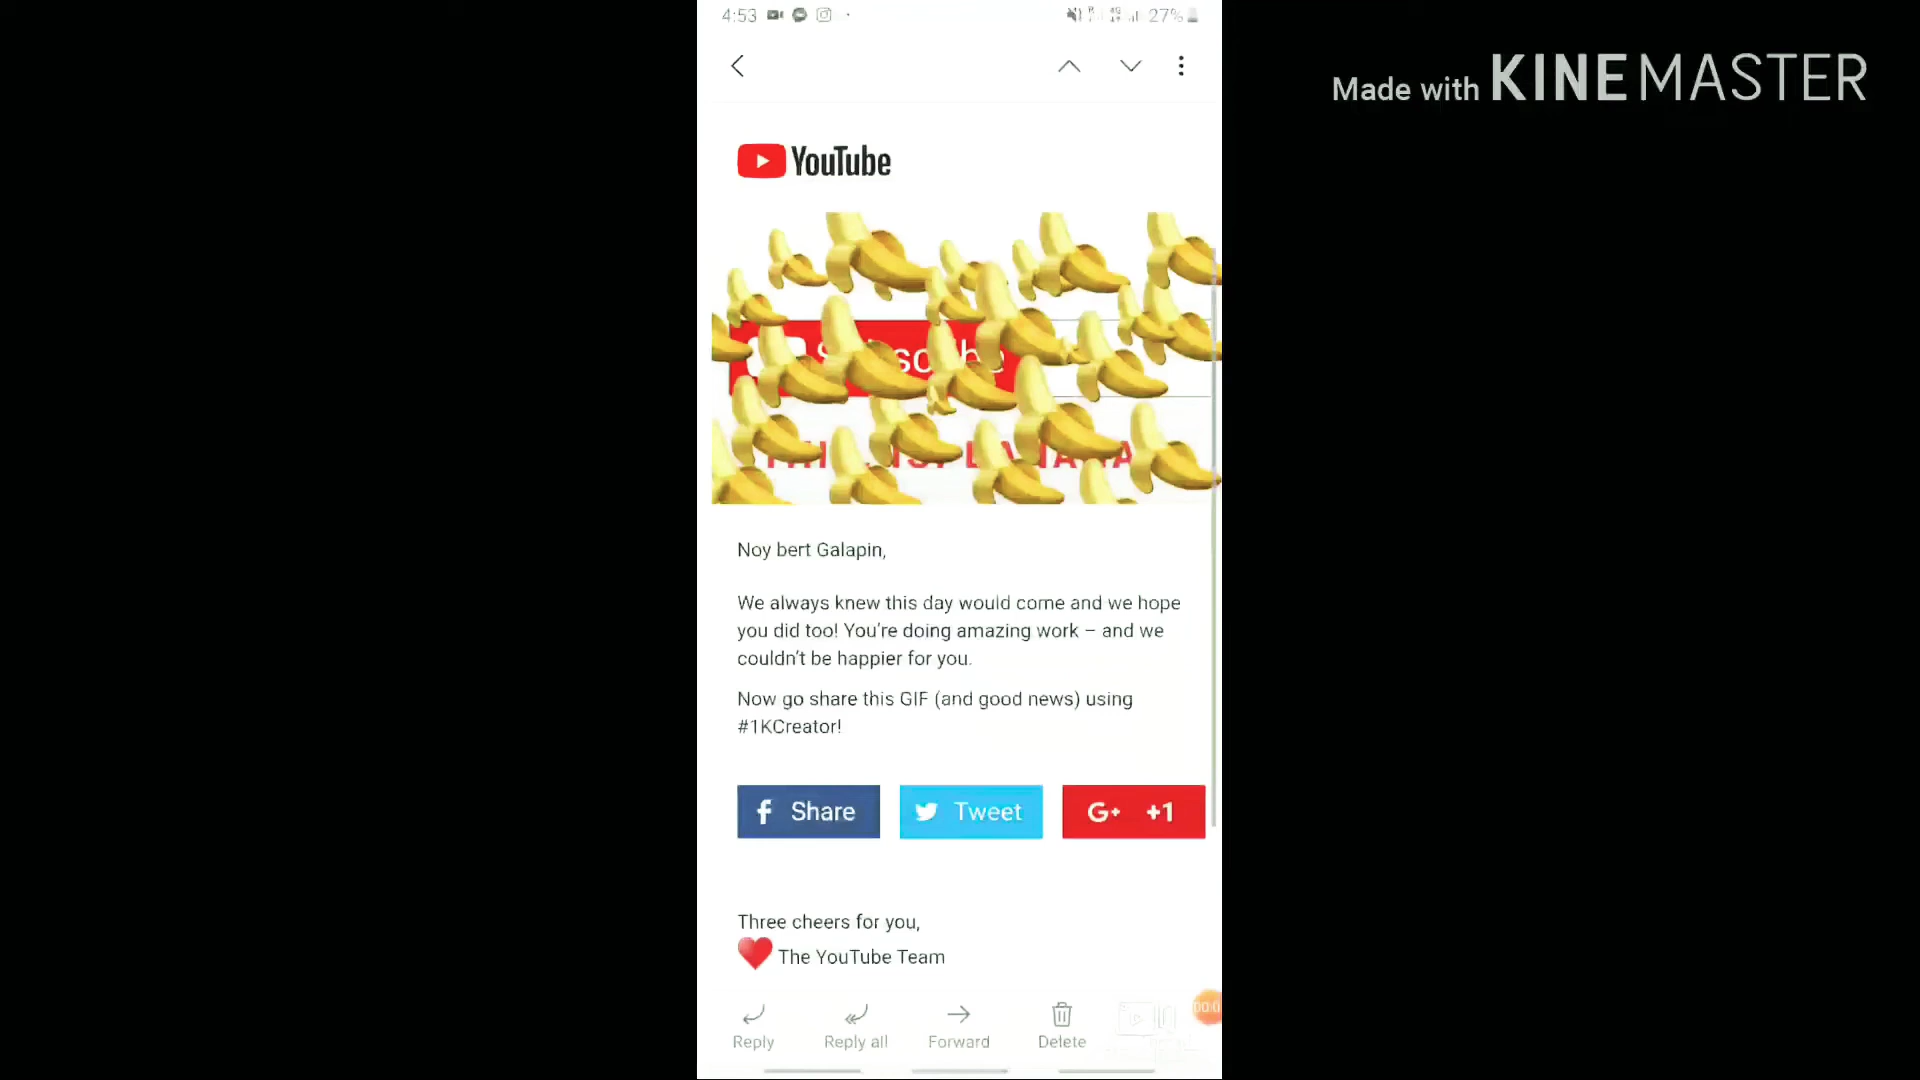 4:53
27%
Made with KINEMASTER
YouTube
Subscribe
Noy bert Galapin,
We always knew this day would come and we hope
you did too! You're doing amazing work – and we
couldn't be happier for you.
Now go share this GIF (and good news) using
#1KCreator!
f Share
Tweet
G+ +1
Three cheers for you,
The YouTube Team
Reply
Reply all
Forward
Delete